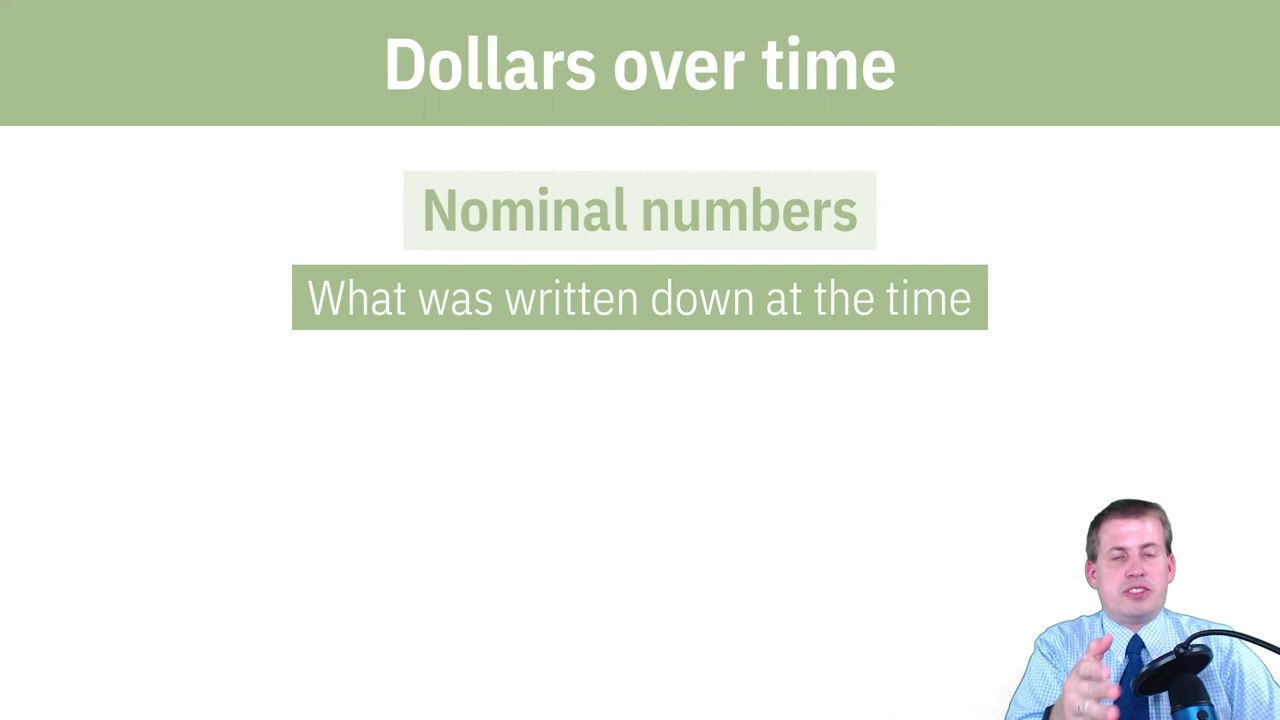 Dollars over time
Nominal numbers
What was written down at the time